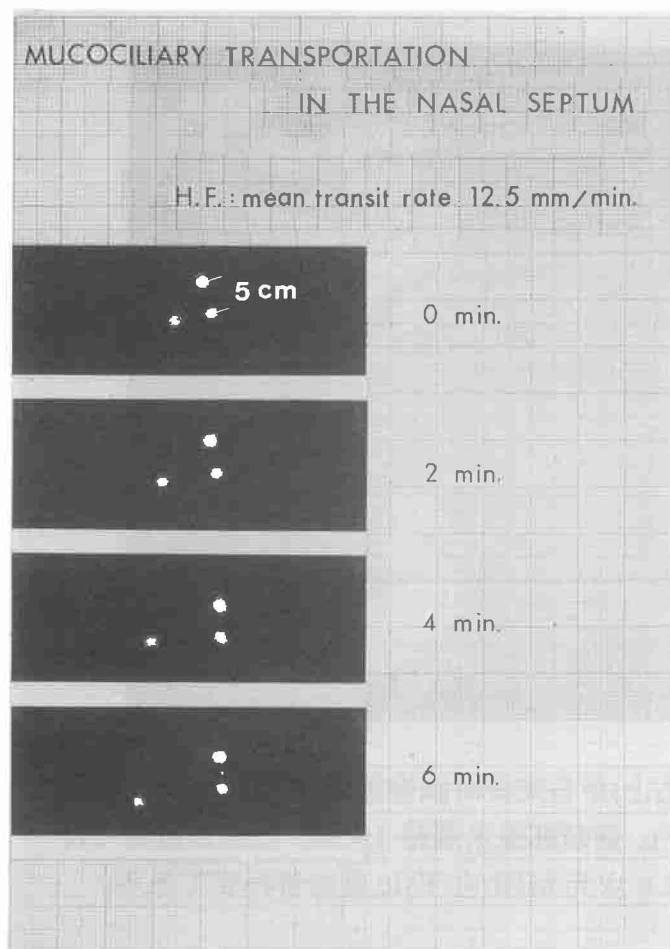 MUCOCILIARY TRANSPORTATION
IN THE NASAL SEPTUM
H.F.: mean transit rate 12.5 mm/min.
5 cm
0 min.
2 min.
4 min.
6 min.